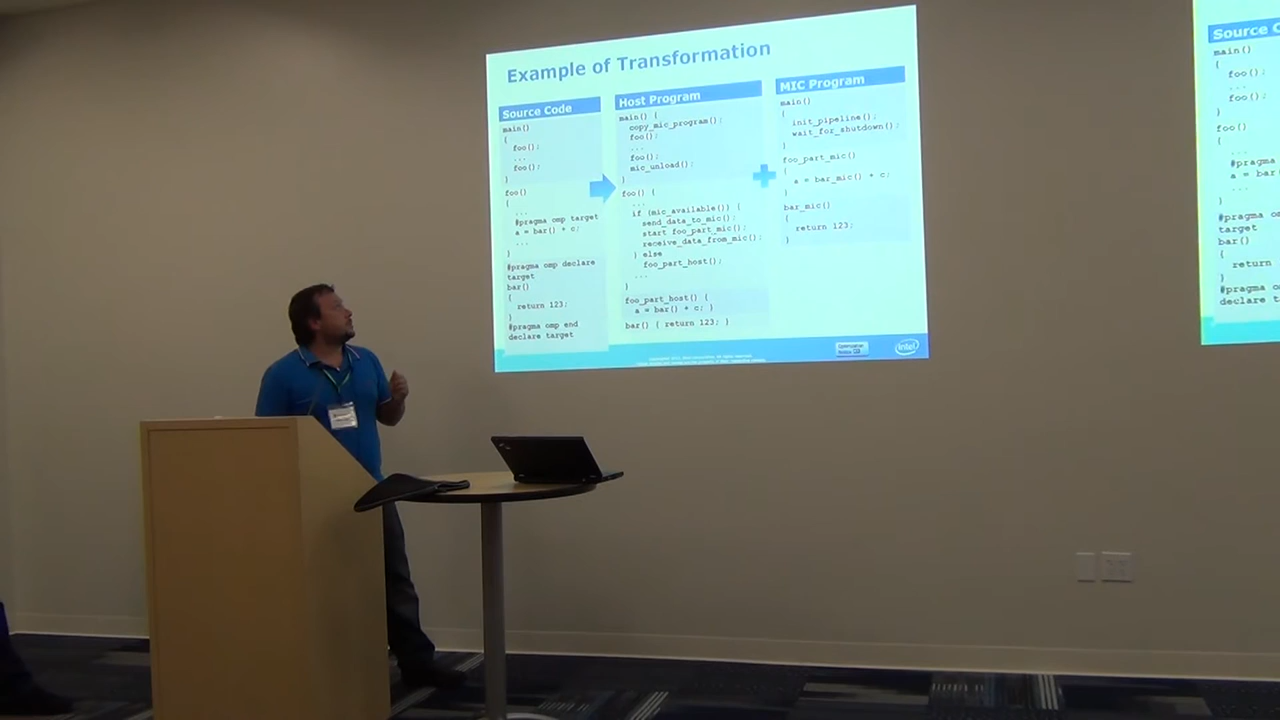 Example of Transformation
Source Code
main()
{
foo();
...
foo();
}
foo()
{
...
#pragma omp target
a = bar() + c;
...
}
#pragma omp declare
target
bar()
{
return 123;
}
#pragma omp end
declare target
Host Program
main() {
copy_mic_program();
foo();
...
foo();
mic_unload();
}
foo() {
...
if (mic_available()) {
send_data_to_mic();
start foo_part_mic();
receive_data_from_mic();
} else
foo_part_host();
...
}
foo_part_host() {
a = bar() + c; }
bar() { return 123; }
MIC Program
main()
{
init_pipeline();
wait_for_shutdown();
}
foo_part_mic()
{
a = bar_mic() + c;
}
bar_mic()
{
return 123;
}
Optimization
Notice
intel
Source
main()
{
foo();
...
foo();
}
foo()
{
...
#pragma
a = bar
...
}
#pragma
target
bar()
{
return
}
#pragma
declare